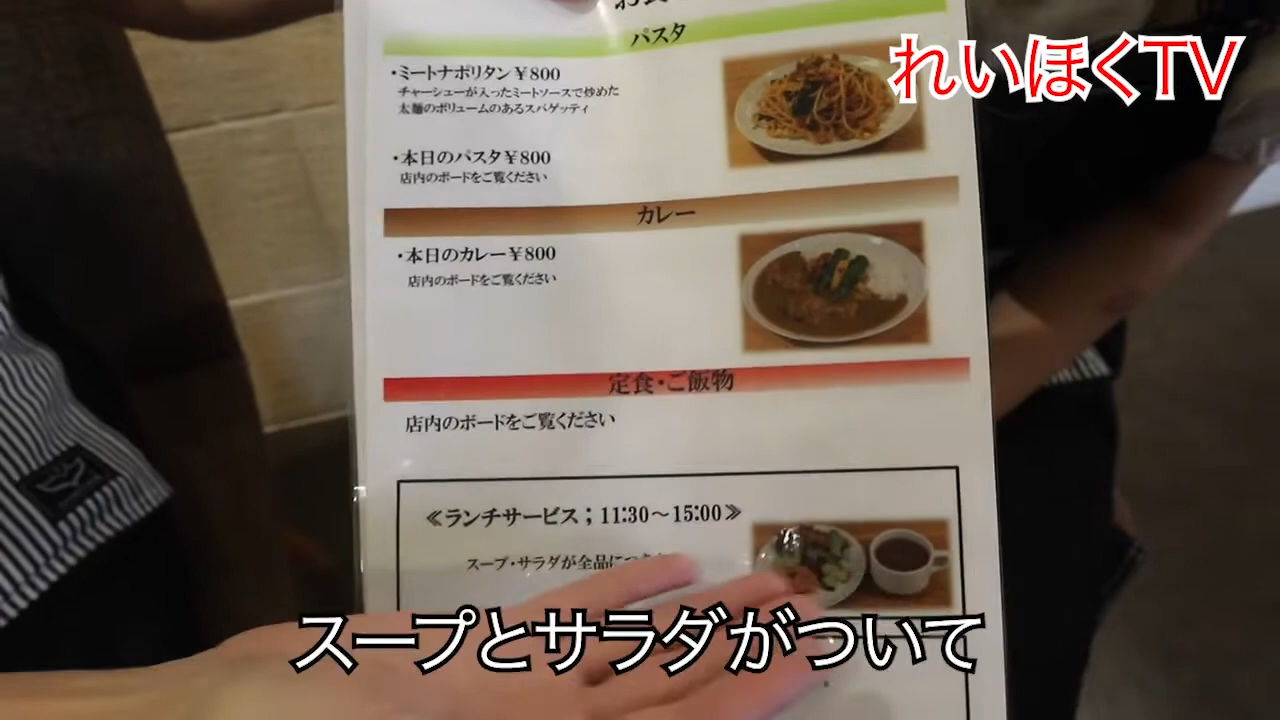 パスタ
れいほくTV
・ミートナポリタン￥800
チャーシューが入ったミートソースで炒めた
太麺のボリュームのあるスパゲッティ
・本日のパスタ￥800
店内のボードをご覧ください
カレー
・本日のカレー￥800
店内のボードをご覧ください
定食・ご飯物
店内のボードをご覧ください
≪ランチサービス；11:30～15:00≫
スープ・サラダが全品に
スープとサラダがついて